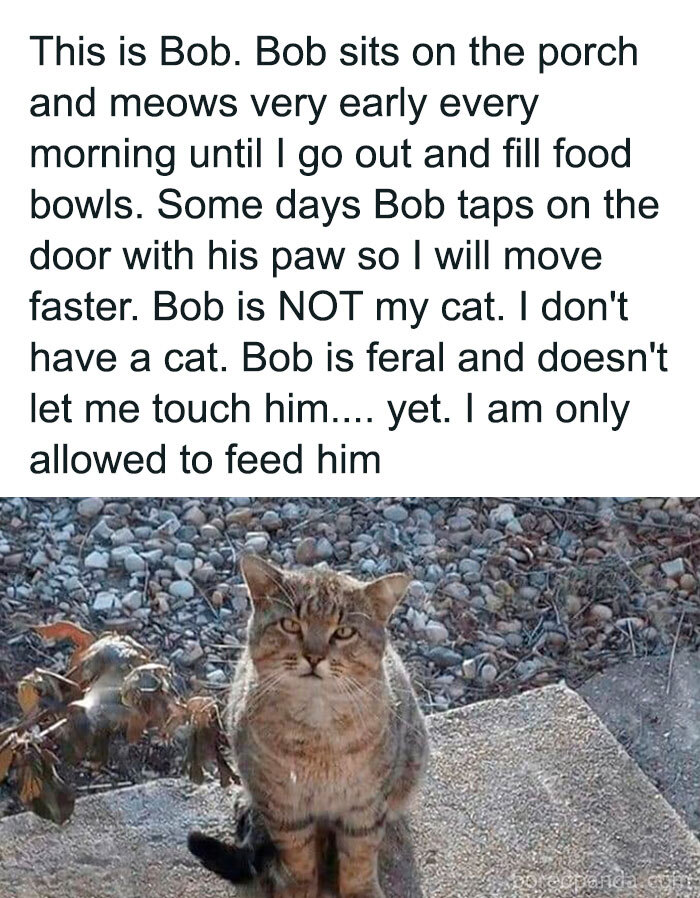 This is Bob. Bob sits on the porch
and meows very early every
morning until I go out and fill food
bowls. Some days Bob taps on the
door with his paw so I will move
faster. Bob is NOT my cat. I don't
have a cat. Bob is feral and doesn't
let me touch him.... yet. I am only
allowed to feed him
boredpanda.com